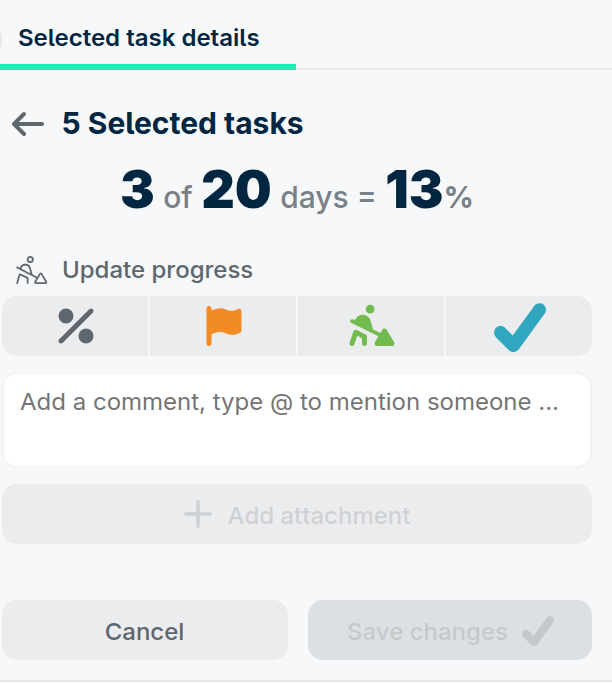 Selected task details
5 Selected tasks
3 of 20 days = 13%
Update progress
Add a comment, type @ to mention someone ...
Add attachment
Cancel
Save changes